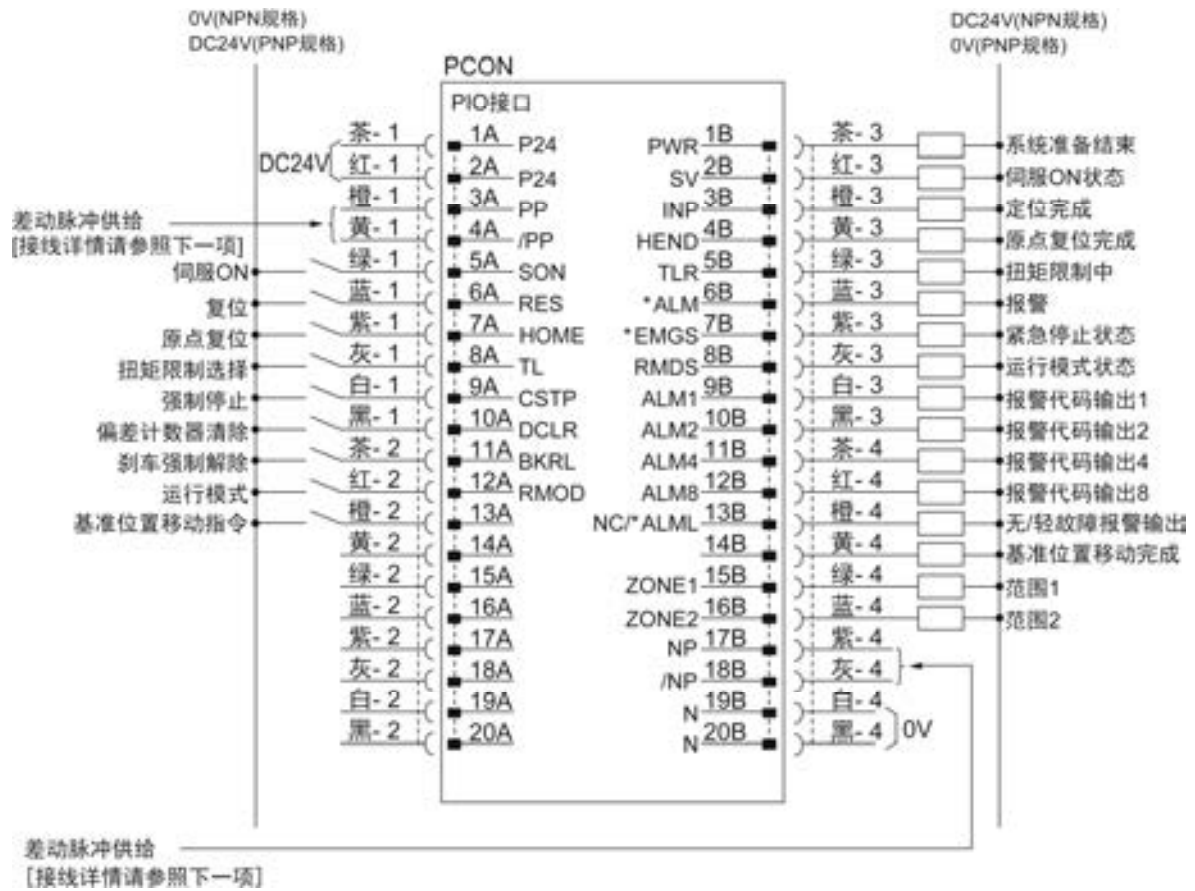 0V(NPN规格)
DC24V(PNP规格)
DC24V(NPN规格)
0V(PNP规格)
PCON
PIO接口
DC24V
茶- 1 1A P24
红- 1 2A P24
差动脉冲供给
[接线详情请参照下一项]
橙- 1 3A PP
黄- 1 4A /PP
伺服ON 绿- 1 5A SON
复位 蓝- 1 6A RES
原点复位 紫- 1 7A HOME
扭矩限制选择 灰- 1 8A TL
强制停止 白- 1 9A CSTP
偏差计数器清除 黑- 1 10A DCLR
刹车强制解除 茶- 2 11A BKRL
运行模式 红- 2 12A RMOD
基准位置移动指令 橙- 2 13A
黄- 2 14A
绿- 2 15A
蓝- 2 16A
紫- 2 17A
灰- 2 18A
白- 2 19A
黑- 2 20A
PWR 1B 茶- 3 系统准备结束
SV 2B 红- 3 伺服ON状态
INP 3B 橙- 3 定位完成
HEND 4B 黄- 3 原点复位完成
TLR 5B 绿- 3 扭矩限制中
*ALM 6B 蓝- 3 报警
*EMGS 7B 紫- 3 紧急停止状态
RMDS 8B 灰- 3 运行模式状态
ALM1 9B 白- 3 报警代码输出1
ALM2 10B 黑- 3 报警代码输出2
ALM4 11B 茶- 4 报警代码输出4
ALM8 12B 红- 4 报警代码输出8
NC/*ALML 13B 橙- 4 无/轻故障报警输出
14B 黄- 4 基准位置移动完成
ZONE1 15B 绿- 4 范围1
ZONE2 16B 蓝- 4 范围2
NP 17B 紫- 4
/NP 18B 灰- 4
N 19B 白- 4
N 20B 黑- 4
0V
差动脉冲供给
[接线详情请参照下一项]